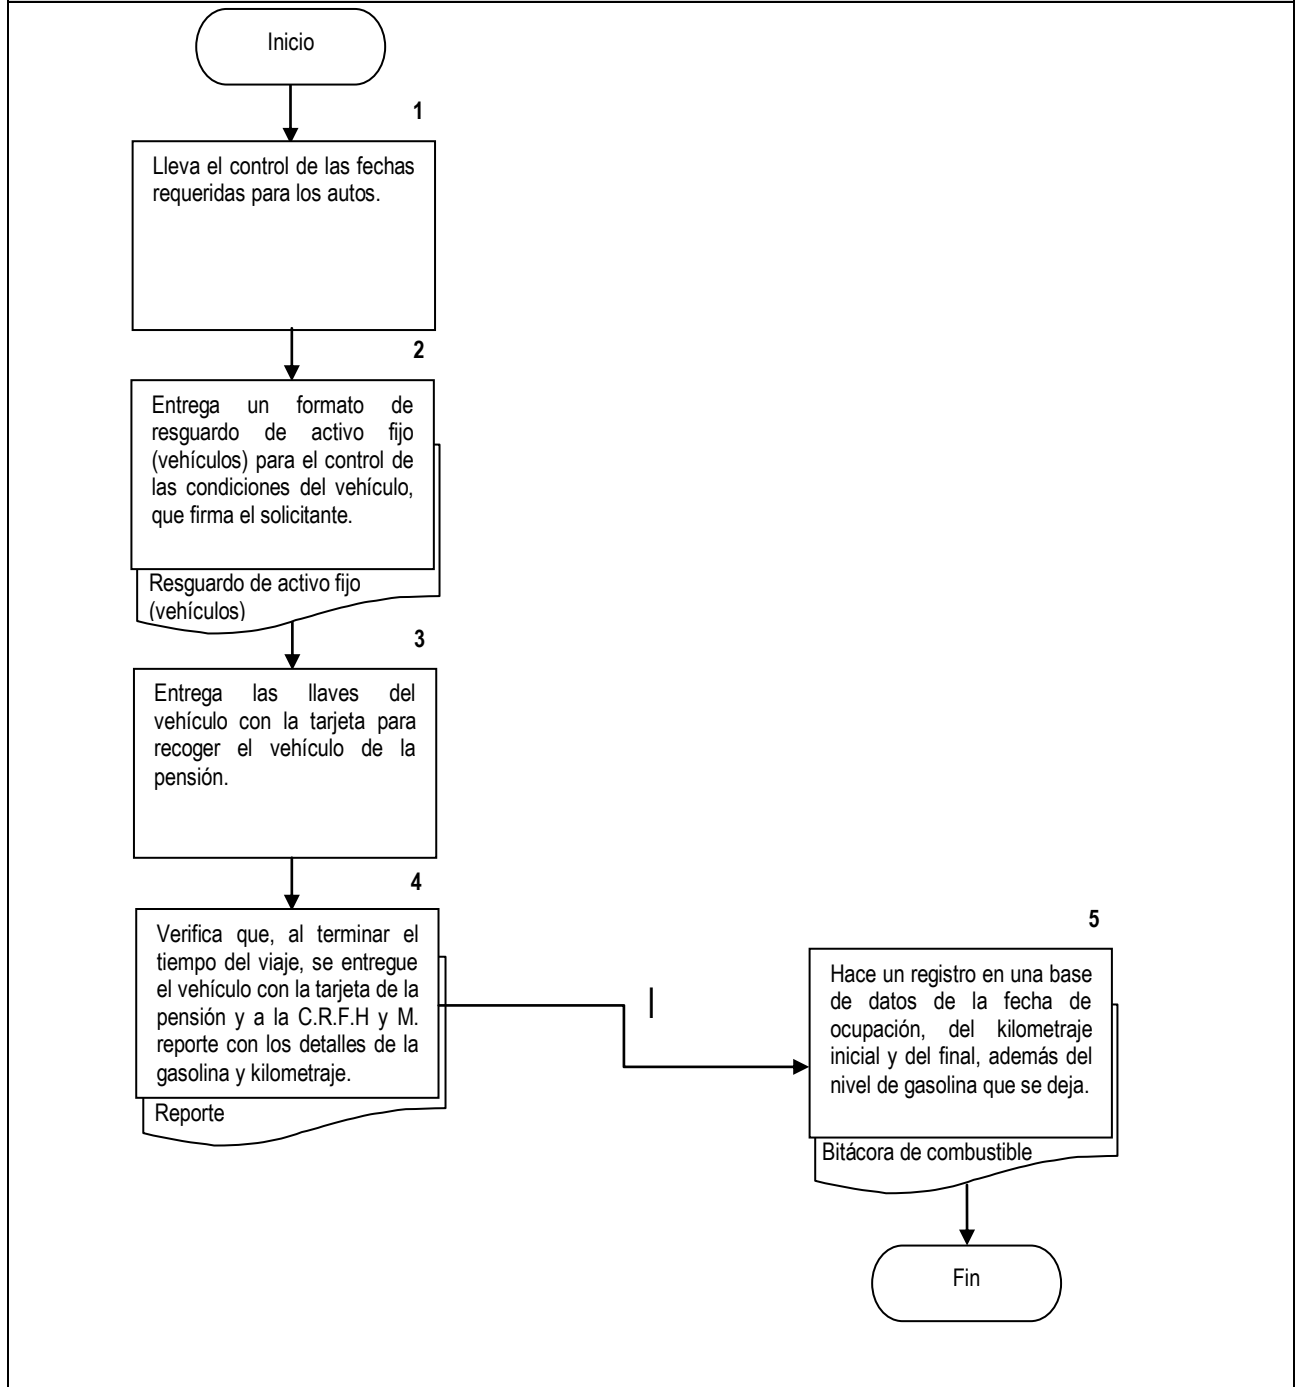 Inicio
1
Lleva el control de las fechas
requeridas para los autos.
2
Entrega un formato de
resguardo de activo fijo
(vehículos) para el control de
las condiciones del vehículo,
que firma el solicitante.
Resguardo de activo fijo
(vehículos)
3
Entrega las llaves del
vehículo con la tarjeta para
recoger el vehículo de la
pensión.
4
Verifica que, al terminar el
tiempo del viaje, se entregue
el vehículo con la tarjeta de la
pensión y a la C.R.F.H y M.
reporte con los detalles de la
gasolina y kilometraje.
Reporte
5
Hace un registro en una base
de datos de la fecha de
ocupación, del kilometraje
inicial y del final, además del
nivel de gasolina que se deja.
Bitácora de combustible
Fin